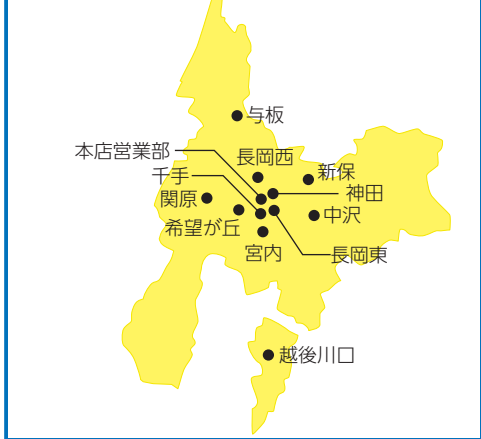 与板
本店営業部
長岡西
千手
新保
関原
神田
希望が丘
中沢
宮内
長岡東
越後川口